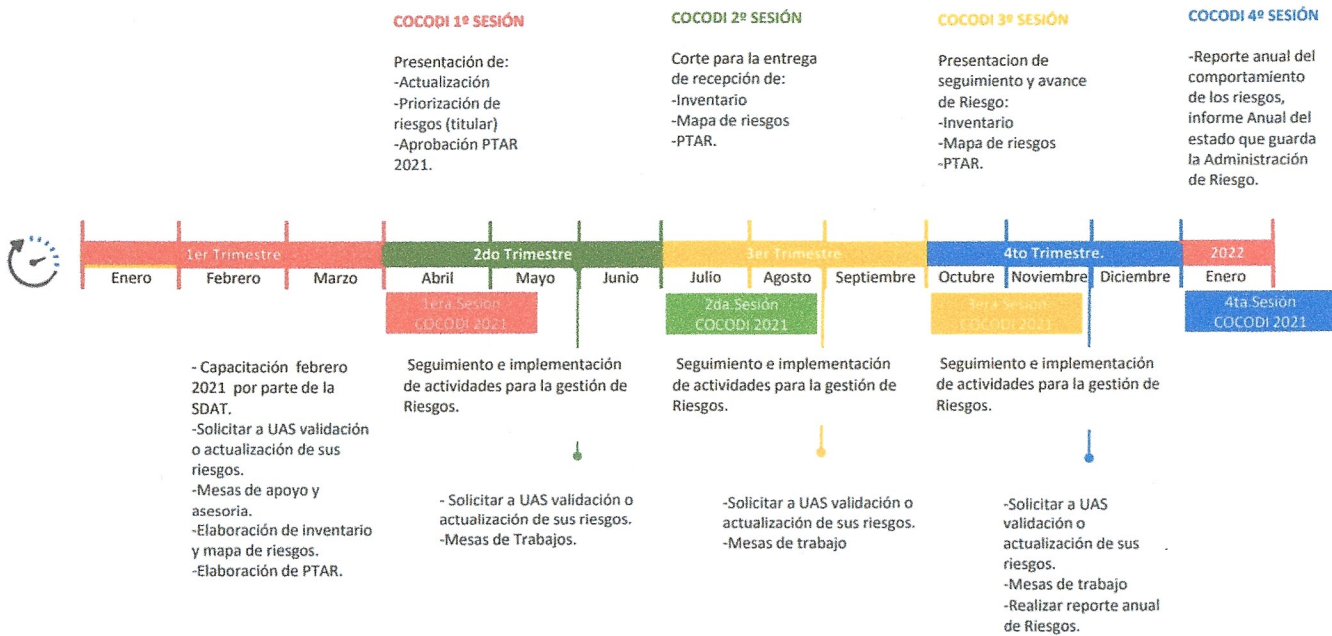 COCODI 1º SESIÓN
Presentación de:
-Actualización
-Priorización de
riesgos (titular)
-Aprobación PTAR
2021.
COCODI 2º SESIÓN
Corte para la entrega
de recepción de:
-Inventario
-Mapa de riesgos
-PTAR.
COCODI 3º SESIÓN
Presentacion de
seguimiento y avance
de Riesgo:
-Inventario
-Mapa de riesgos
-PTAR.
COCODI 4º SESIÓN
-Reporte anual del
comportamiento
de los riesgos,
informe Anual del
estado que guarda
la Administración
de Riesgo.
1er Trimestre
2do Trimestre
3er Trimestre
4to Trimestre.
2022
Enero
Febrero
Marzo
Abril
Mayo
Junio
Julio
Agosto
Septiembre
Octubre
Noviembre
Diciembre
Enero
1era.Sesión
COCODI 2021
2da.Sesión
COCODI 2021
3era.Sesión
COCODI 2021
4ta.Sesión
COCODI 2021
- Capacitación febrero
2021 por parte de la
SDAT.
-Solicitar a UAS validación
o actualización de sus
riesgos.
-Mesas de apoyo y
asesoria.
-Elaboración de inventario
y mapa de riesgos.
-Elaboración de PTAR.
Seguimiento e implementación
de actividades para la gestión de
Riesgos.
- Solicitar a UAS validación o
actualización de sus riesgos.
-Mesas de Trabajos.
Seguimiento e implementación
de actividades para la gestión de
Riesgos.
-Solicitar a UAS validación o
actualización de sus riesgos.
-Mesas de trabajo
Seguimiento e implementación
de actividades para la gestión de
Riesgos.
-Solicitar a UAS
validación o
actualización de sus
riesgos.
-Mesas de trabajo
-Realizar reporte anual
de Riesgos.